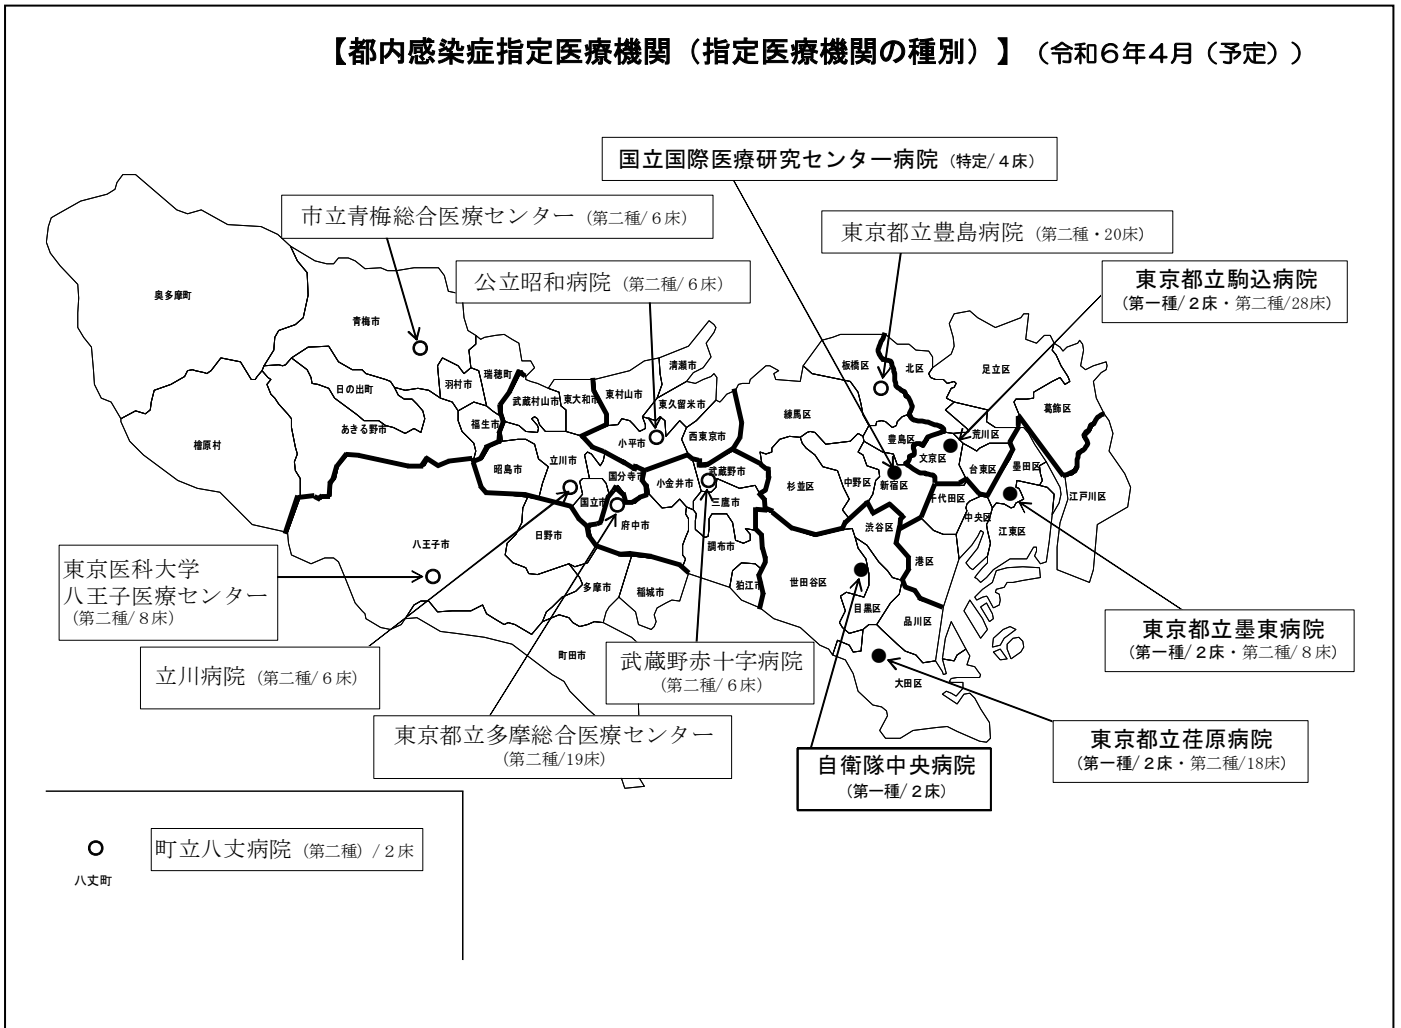 【都内感染症指定医療機関（指定医療機関の種別）】（令和６年４月（予定））
国立国際医療研究センター病院（特定/４床）
市立青梅総合医療センター（第二種/６床）
東京都立豊島病院（第二種・20床）
公立昭和病院（第二種/６床）
東京都立駒込病院
（第一種/２床・第二種/28床）
奥多摩町
青梅市
日の出町
あきる野市
檜原村
羽村市
瑞穂町
福生市
武蔵村山市
東大和市
東村山市
清瀬市
東久留米市
小平市
西東京市
昭島市
立川市
国分寺市
国立市
小金井市
武蔵野市
三鷹市
府中市
調布市
狛江市
八王子市
日野市
多摩市
稲城市
町田市
板橋区
北区
足立区
葛飾区
練馬区
豊島区
文京区
荒川区
台東区
墨田区
江戸川区
杉並区
中野区
新宿区
千代田区
中央区
江東区
渋谷区
港区
世田谷区
目黒区
品川区
大田区
東京医科大学
八王子医療センター
（第二種/８床）
立川病院（第二種/６床）
武蔵野赤十字病院
（第二種/６床）
東京都立多摩総合医療センター
（第二種/19床）
東京都立墨東病院
（第一種/２床・第二種/８床）
東京都立荏原病院
（第一種/２床・第二種/18床）
自衛隊中央病院
（第一種/２床）
町立八丈病院（第二種）/２床
八丈町